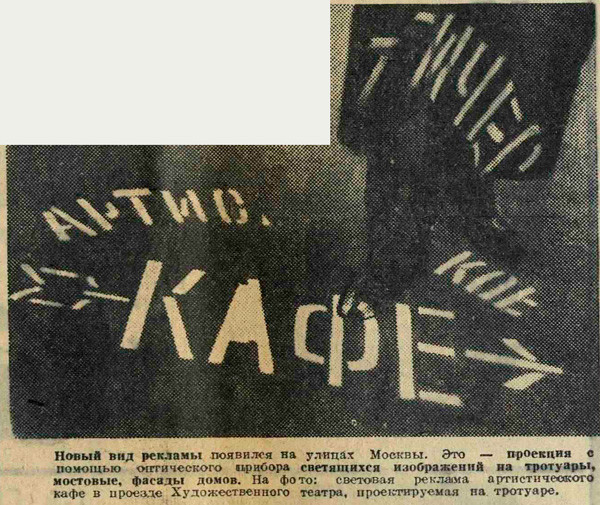 АРТИС
КОЕ
КАФЕ
Новый вид рекламы появился на улицах Москвы. Это — проекция с
помощью оптического прибора светящихся изображений на тротуары,
мостовые, фасады домов. На фото: световая реклама артистического
кафе в проезде Художественного театра, проектируемая на тротуаре.